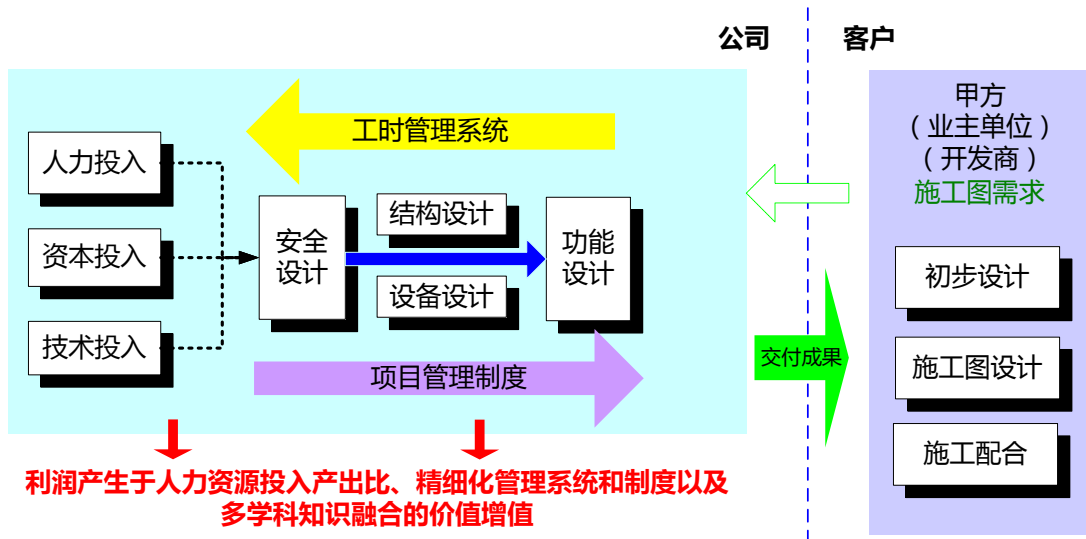 公司
客户
工时管理系统
人力投入
资本投入
技术投入
安全
设计
结构设计
设备设计
功能
设计
项目管理制度
利润产生于人力资源投入产出比、精细化管理系统和制度以及
多学科知识融合的价值增值
交付成果
甲方
（业主单位）
（开发商）
施工图需求
初步设计
施工图设计
施工配合